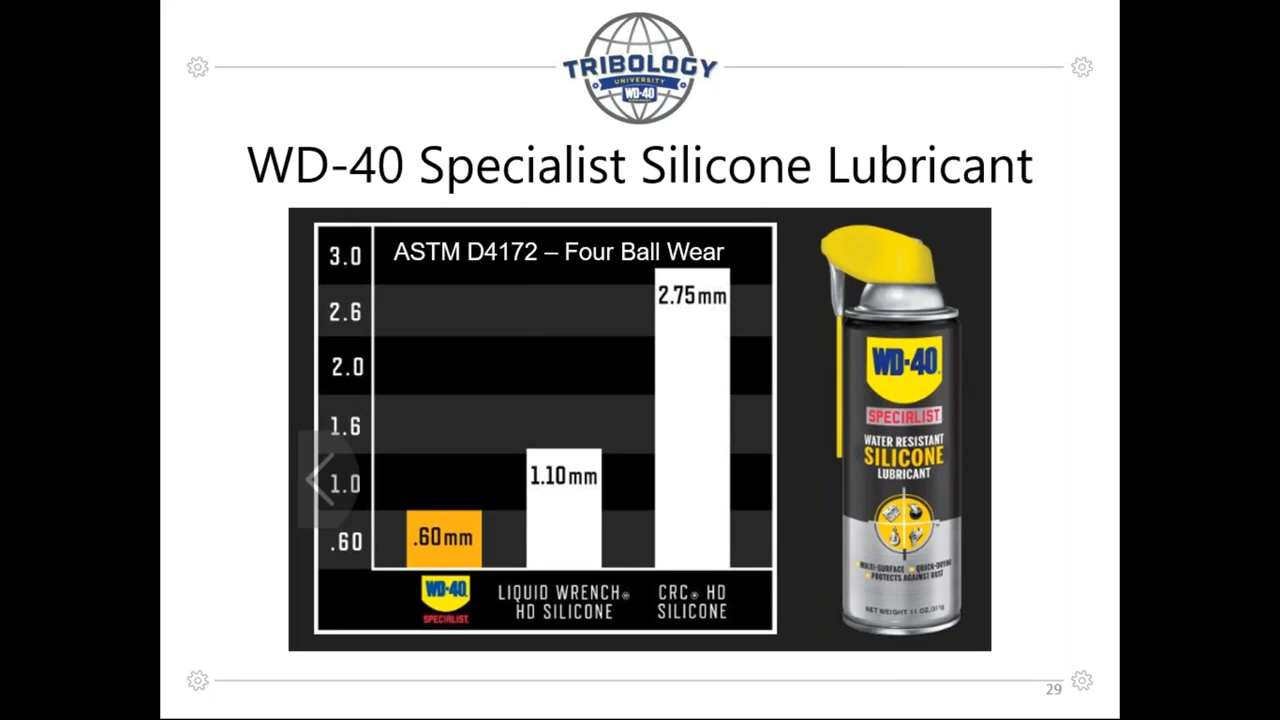 TRIBOLOGY
UNIVERSITY
WD-40
WD-40 Specialist Silicone Lubricant
ASTM D4172 – Four Ball Wear
3.0
2.6
2.0
1.6
1.0
.60
.60mm
1.10mm
2.75mm
WD-40
SPECIALIST
LIQUID WRENCH®
HD SILICONE
CRC® HD
SILICONE
WD-40
SPECIALIST
WATER RESISTANT
SILICONE
LUBRICANT
MULTI-SURFACE QUICK-DRYING
PROTECTS AGAINST RUST
NET WEIGHT: 11 OZ./311g
29